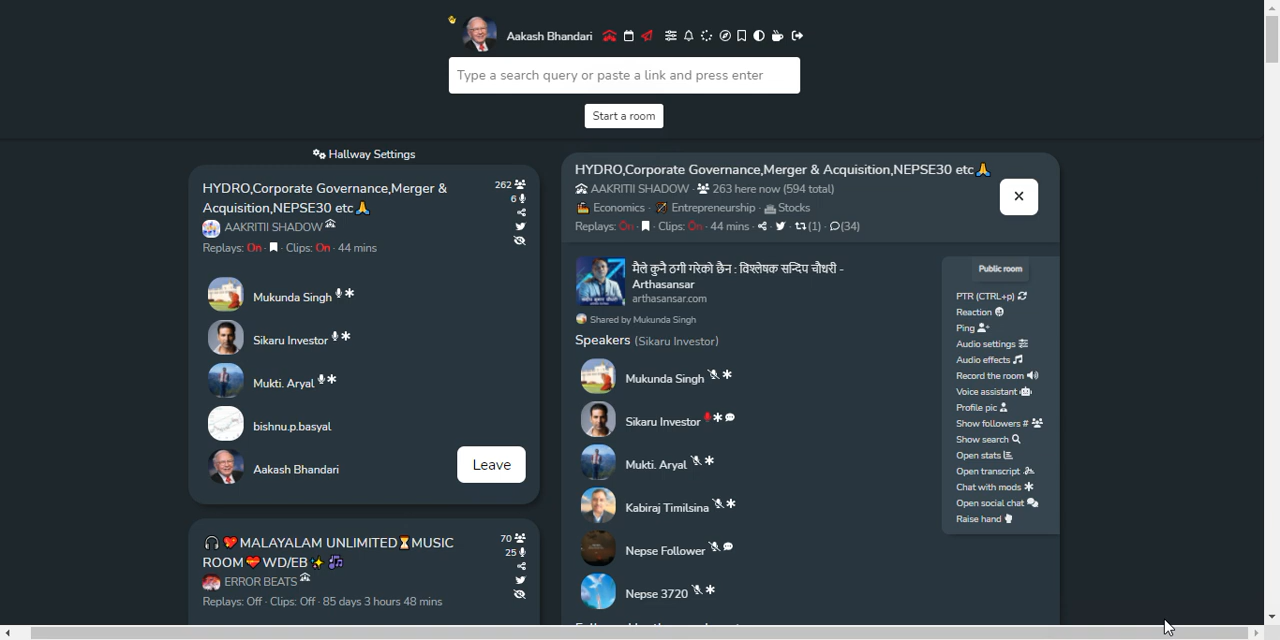 Aakash Bhandari
Type a search query or paste a link and press enter
Start a room
Hallway Settings
HYDRO,Corporate Governance,Merger &
Acquisition,NEPSE30 etc🙏
262
6
AAKRITII SHADOW
Replays: On · Clips: On · 44 mins
Mukunda Singh
Sikaru Investor
Mukti. Aryal
bishnu.p.basyal
Aakash Bhandari
Leave
🎧 💖MALAYALAM UNLIMITED⏳MUSIC
ROOM❤️WD/EB✨🎶
70
25
ERROR BEATS
Replays: Off · Clips: Off · 85 days 3 hours 48 mins
HYDRO,Corporate Governance,Merger & Acquisition,NEPSE30 etc🙏
AAKRITII SHADOW · 263 here now (594 total)
Economics · Entrepreneurship · Stocks
Replays: On · Clips: On · 44 mins · (1) · (34)
मैले कुनै ठगी गरेको छैन : विश्लेषक सन्दिप चौधरी -
Arthasansar
arthasansar.com
Shared by Mukunda Singh
Speakers (Sikaru Investor)
Mukunda Singh
Sikaru Investor
Mukti. Aryal
Kabiraj Timilsina
Nepse Follower
Nepse 3720
Public room
PTR (CTRL+p)
Reaction
Ping
Audio settings
Audio effects
Record the room
Voice assistant
Profile pic
Show followers #
Show search
Open stats
Open transcript
Chat with mods
Open social chat
Raise hand